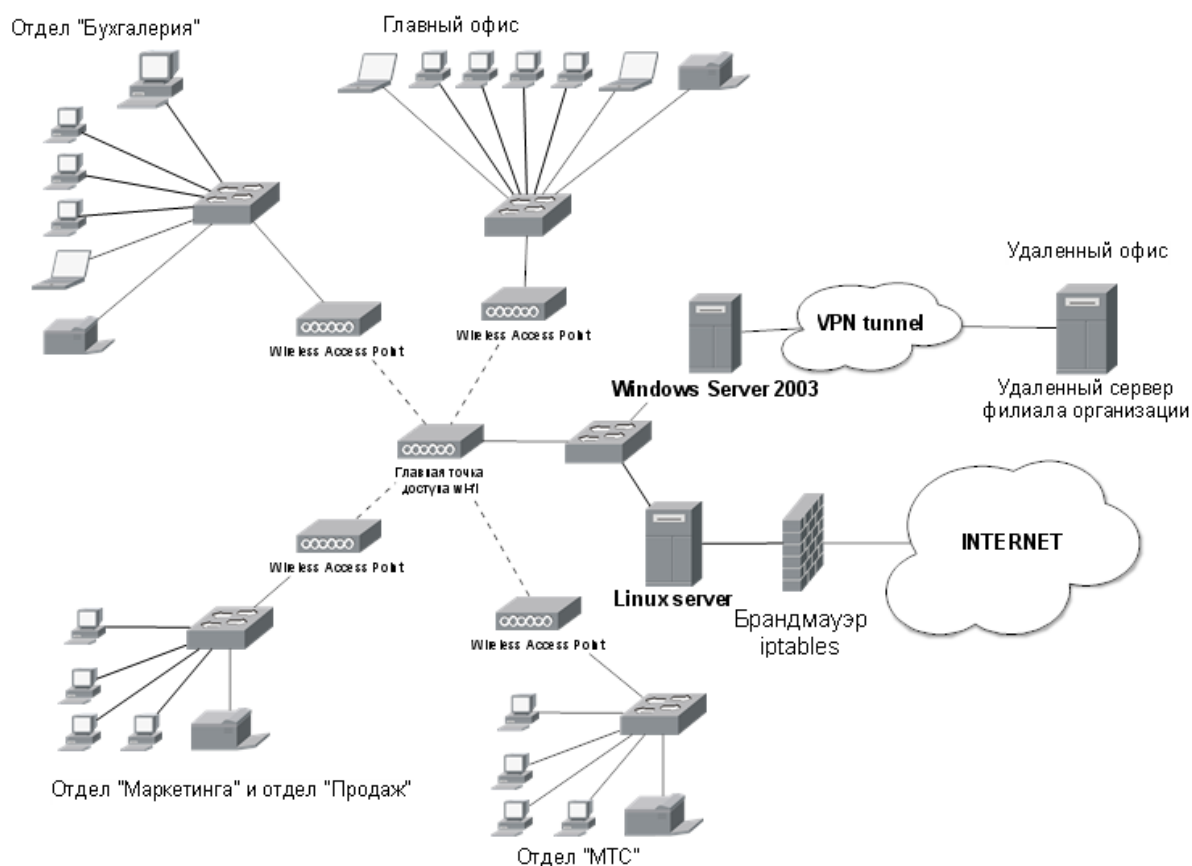 Отдел "Бухгалерия"
Главный офис
Удаленный офис
VPN tunnel
Wireless Access Point
Wireless Access Point
Windows Server 2003
Удаленный сервер
филиала организации
Главная точка
доступа wi-fi
INTERNET
Wireless Access Point
Linux server
Брандмауэр
iptables
Wireless Access Point
Отдел "Маркетинга" и отдел "Продаж"
Отдел "МТС"